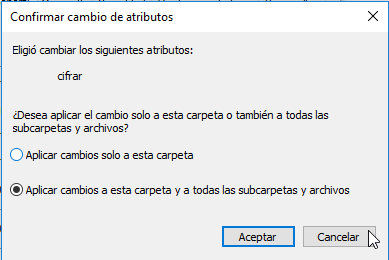 Confirmar cambio de atributos
Eligió cambiar los siguientes atributos:
cifrar
¿Desea aplicar el cambio solo a esta carpeta o también a todas las
subcarpetas y archivos?
Aplicar cambios solo a esta carpeta
Aplicar cambios a esta carpeta y a todas las subcarpetas y archivos
Aceptar
Cancelar